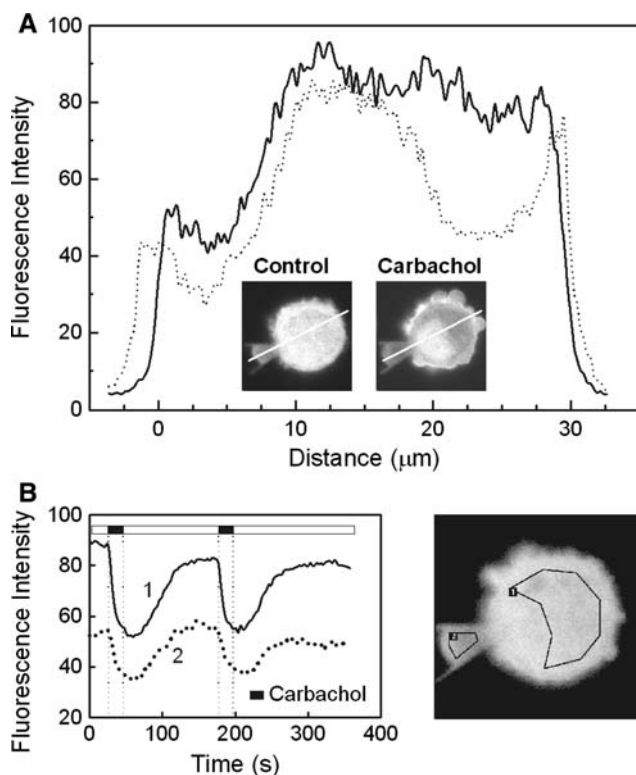 A
100
80
60
40
20
0
Fluorescence Intensity
Control Carbachol
0 10 20 30
Distance (μm)
B
100
80
60
40
20
Fluorescence Intensity
1
2
Carbachol
0 100 200 300 400
Time (s)
1
2